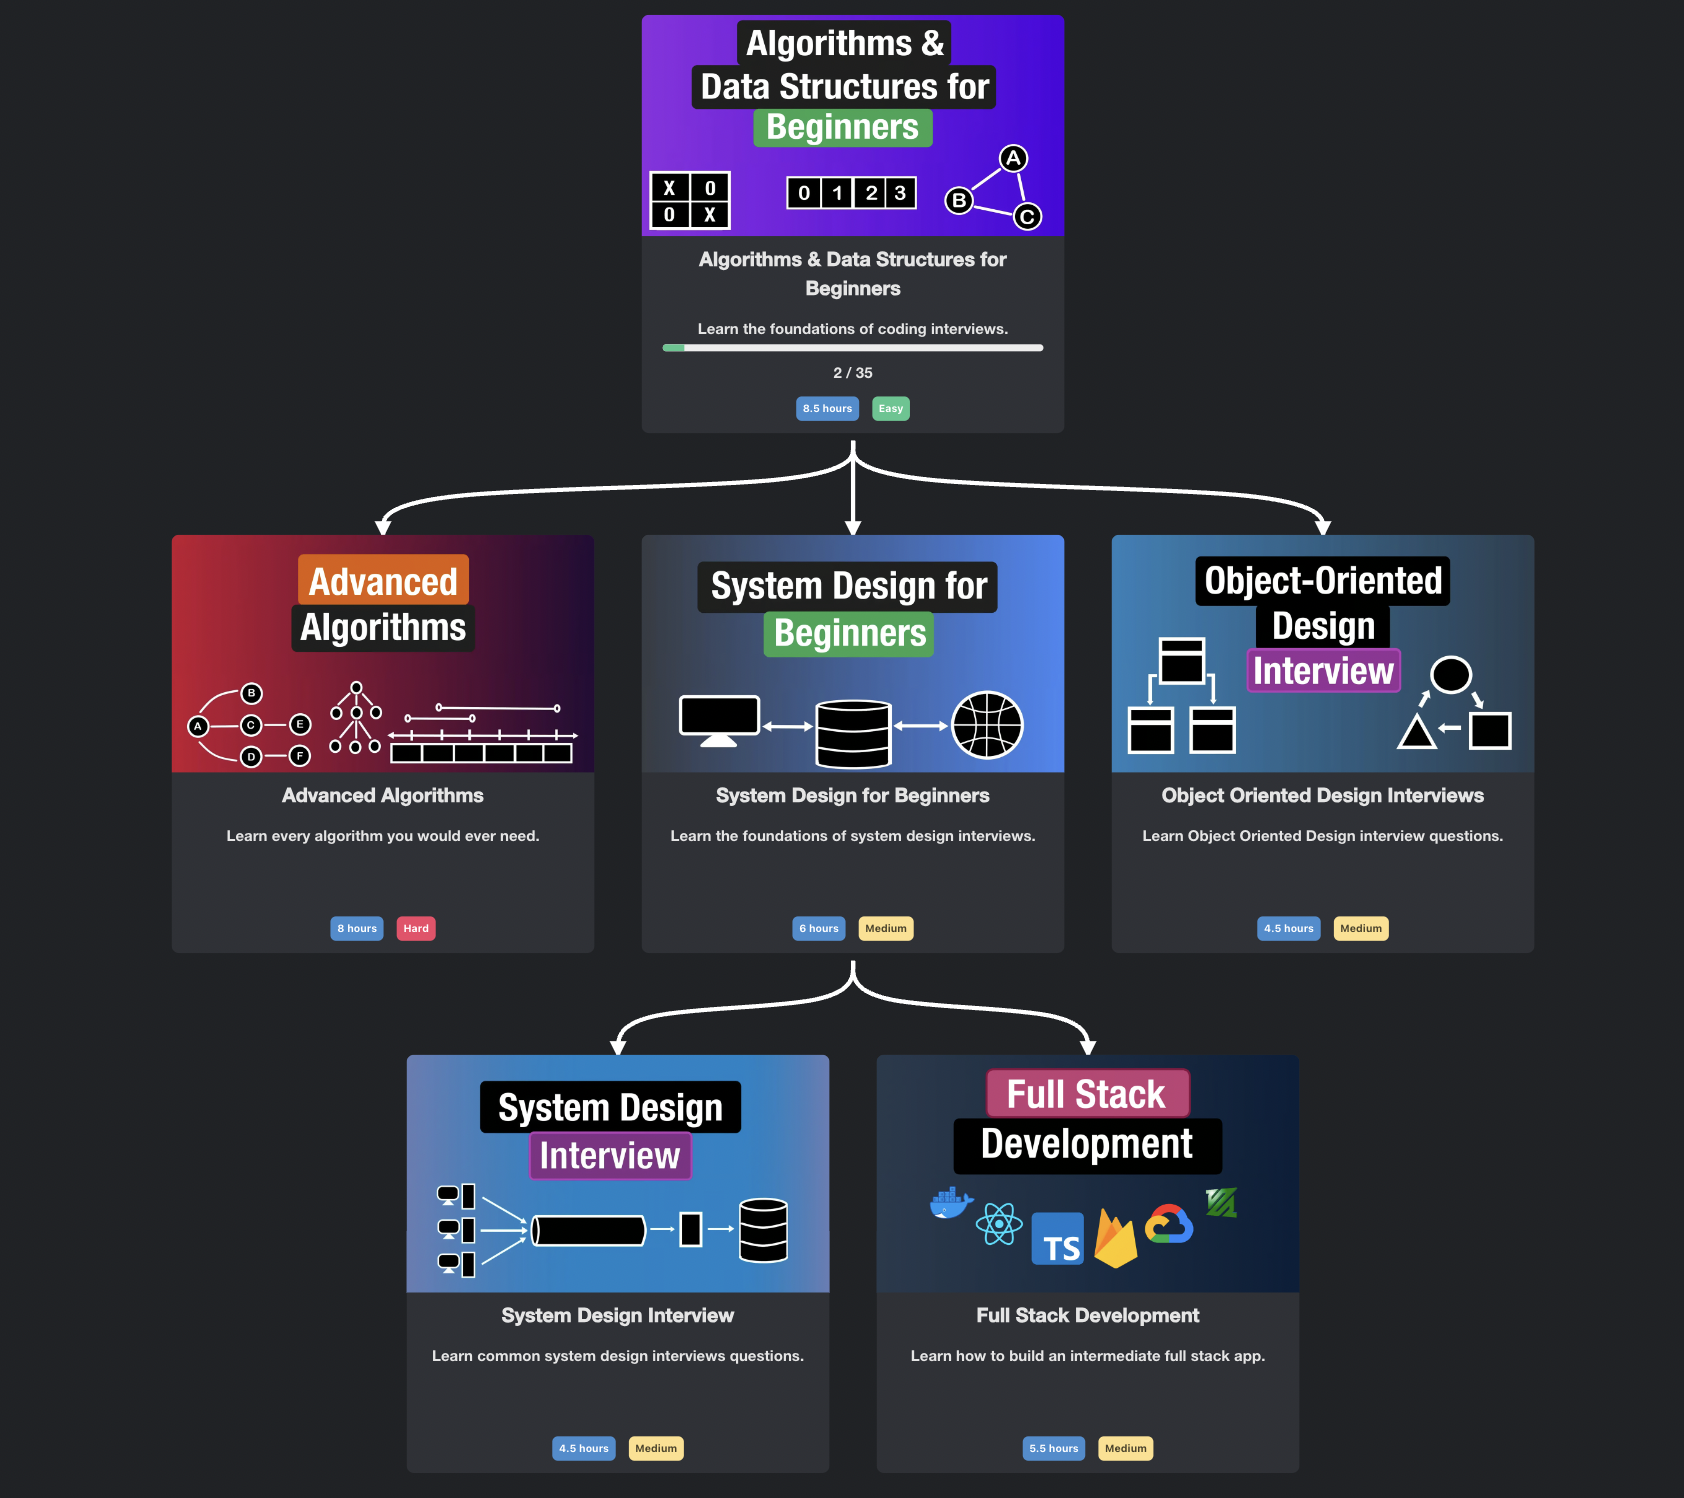 Algorithms &
Data Structures for
Beginners
X 0
0 X
0 1 2 3
A
B
C
Algorithms & Data Structures for
Beginners
Learn the foundations of coding interviews.
2 / 35
8.5 hours Easy
Advanced
Algorithms
B
A C E
D F
Advanced Algorithms
Learn every algorithm you would ever need.
8 hours Hard
System Design for
Beginners
System Design for Beginners
Learn the foundations of system design interviews.
6 hours Medium
Object-Oriented
Design
Interview
Object Oriented Design Interviews
Learn Object Oriented Design interview questions.
4.5 hours Medium
System Design
Interview
System Design Interview
Learn common system design interviews questions.
4.5 hours Medium
Full Stack
Development
TS
Full Stack Development
Learn how to build an intermediate full stack app.
5.5 hours Medium